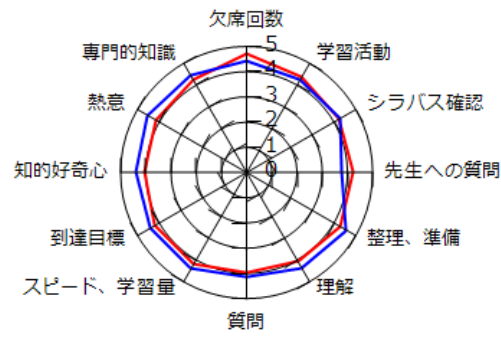 欠席回数
学習活動
シラバス確認
先生への質問
整理、準備
理解
質問
スピード、学習量
到達目標
知的好奇心
熱意
専門的知識
5
4
3
2
1
0